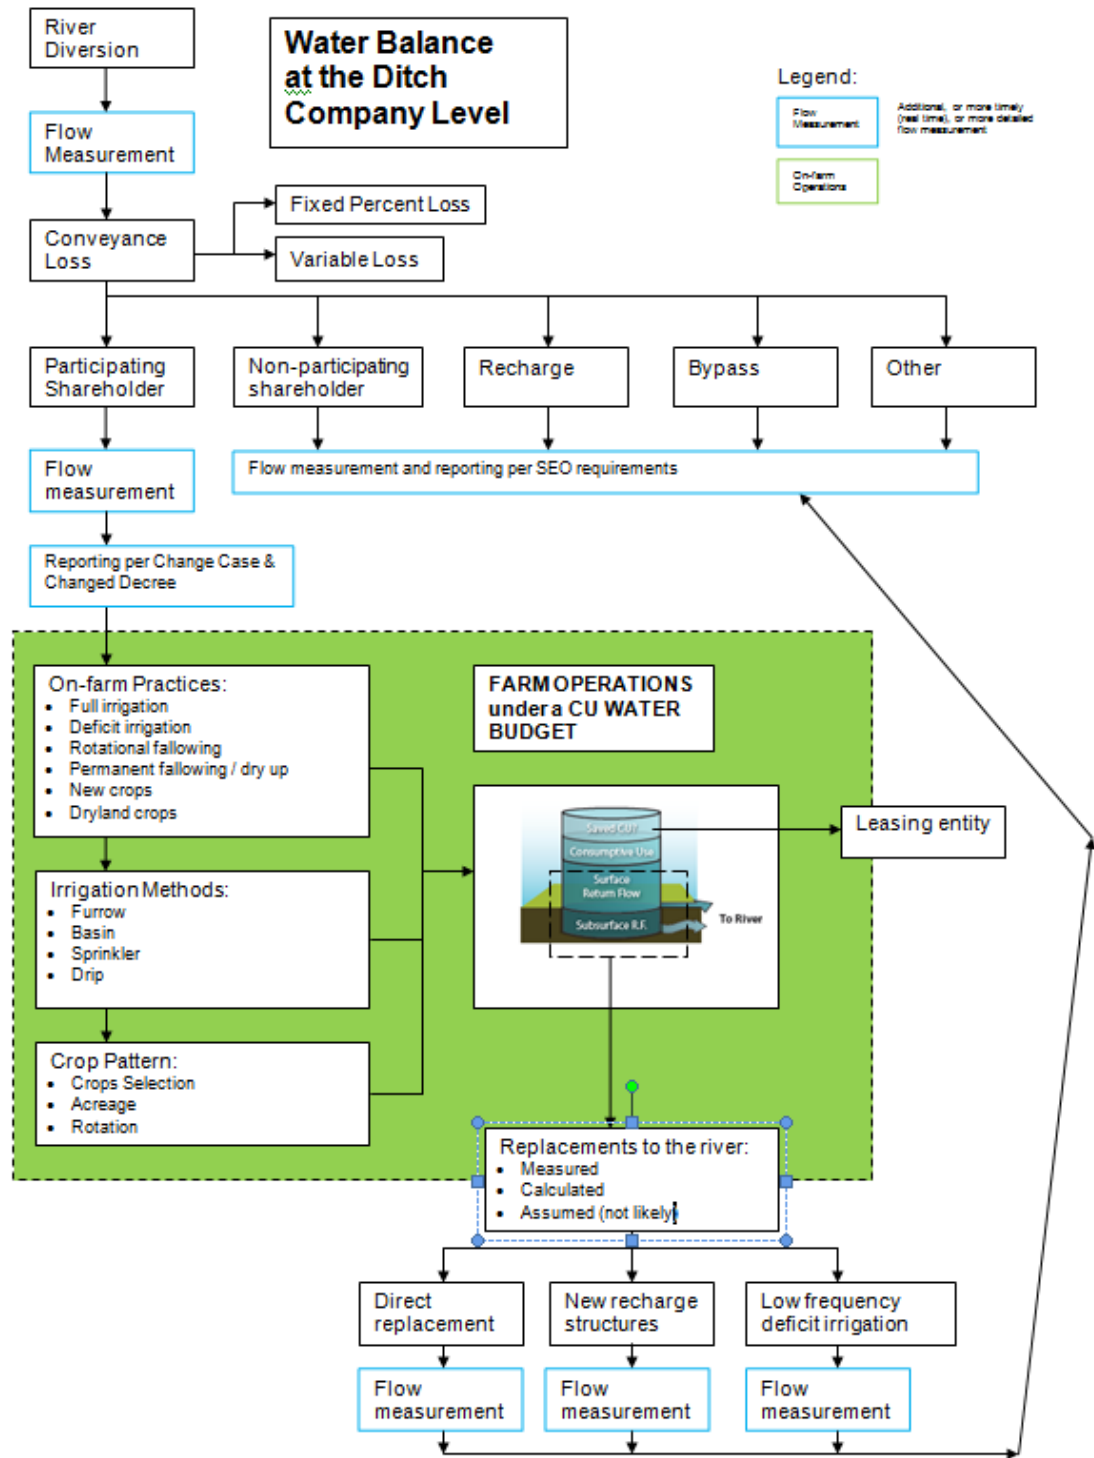 River
Diversion
Water Balance
at the Ditch
Company Level
Legend:
Flow
Measurement
Additional, or more timely
(real time), or more detailed
flow measurement
On-farm
Operations
Flow
Measurement
Conveyance
Loss
Fixed Percent Loss
Variable Loss
Participating
Shareholder
Non-participating
shareholder
Recharge
Bypass
Other
Flow
measurement
Flow measurement and reporting per SEO requirements
Reporting per Change Case &
Changed Decree
On-farm Practices:
• Full irrigation
• Deficit irrigation
• Rotational fallowing
• Permanent fallowing / dry up
• New crops
• Dryland crops
FARM OPERATIONS
under a CU WATER
BUDGET
Irrigation Methods:
• Furrow
• Basin
• Sprinkler
• Drip
Saved CU?
Consumptive Use
Surface
Return Flow
Subsurface R.F.
To River
Leasing entity
Crop Pattern:
• Crops Selection
• Acreage
• Rotation
Replacements to the river:
• Measured
• Calculated
• Assumed (not likely)
Direct
replacement
New recharge
structures
Low frequency
deficit irrigation
Flow
measurement
Flow
measurement
Flow
measurement